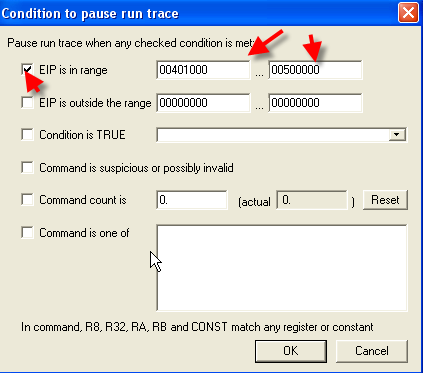 Condition to pause run trace
Pause run trace when any checked condition is met:
EIP is in range 00401000 ... 00500000
EIP is outside the range 00000000 ... 00000000
Condition is TRUE
Command is suspicious or possibly invalid
Command count is 0. (actual 0. ) Reset
Command is one of
In command, R8, R32, RA, RB and CONST match any register or constant
OK Cancel